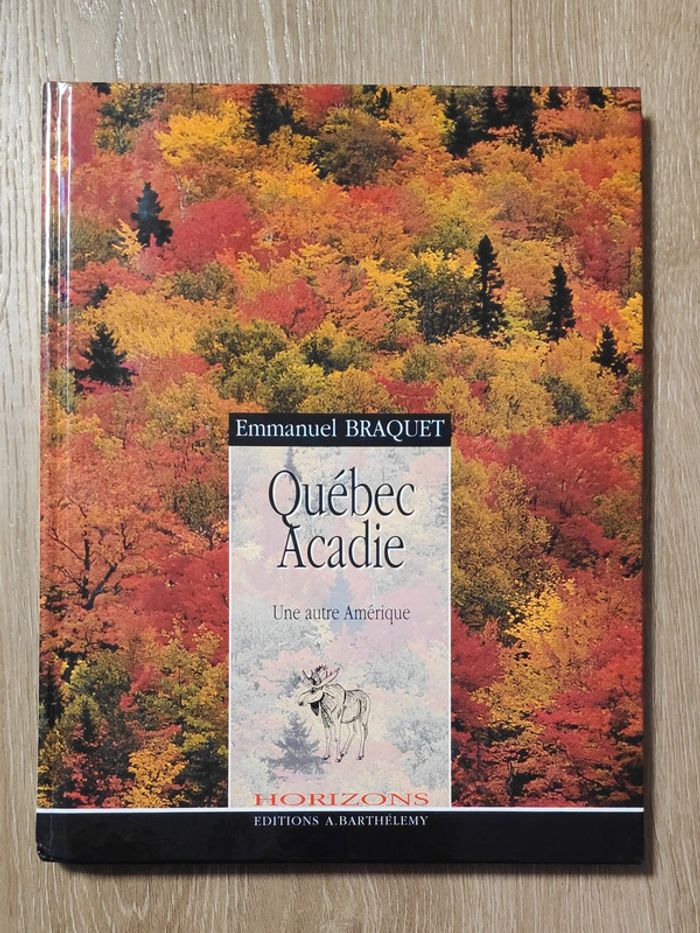 Emmanuel BRAQUET
Québec
Acadie
Une autre Amérique
HORIZONS
EDITIONS A.BARTHÉLEMY